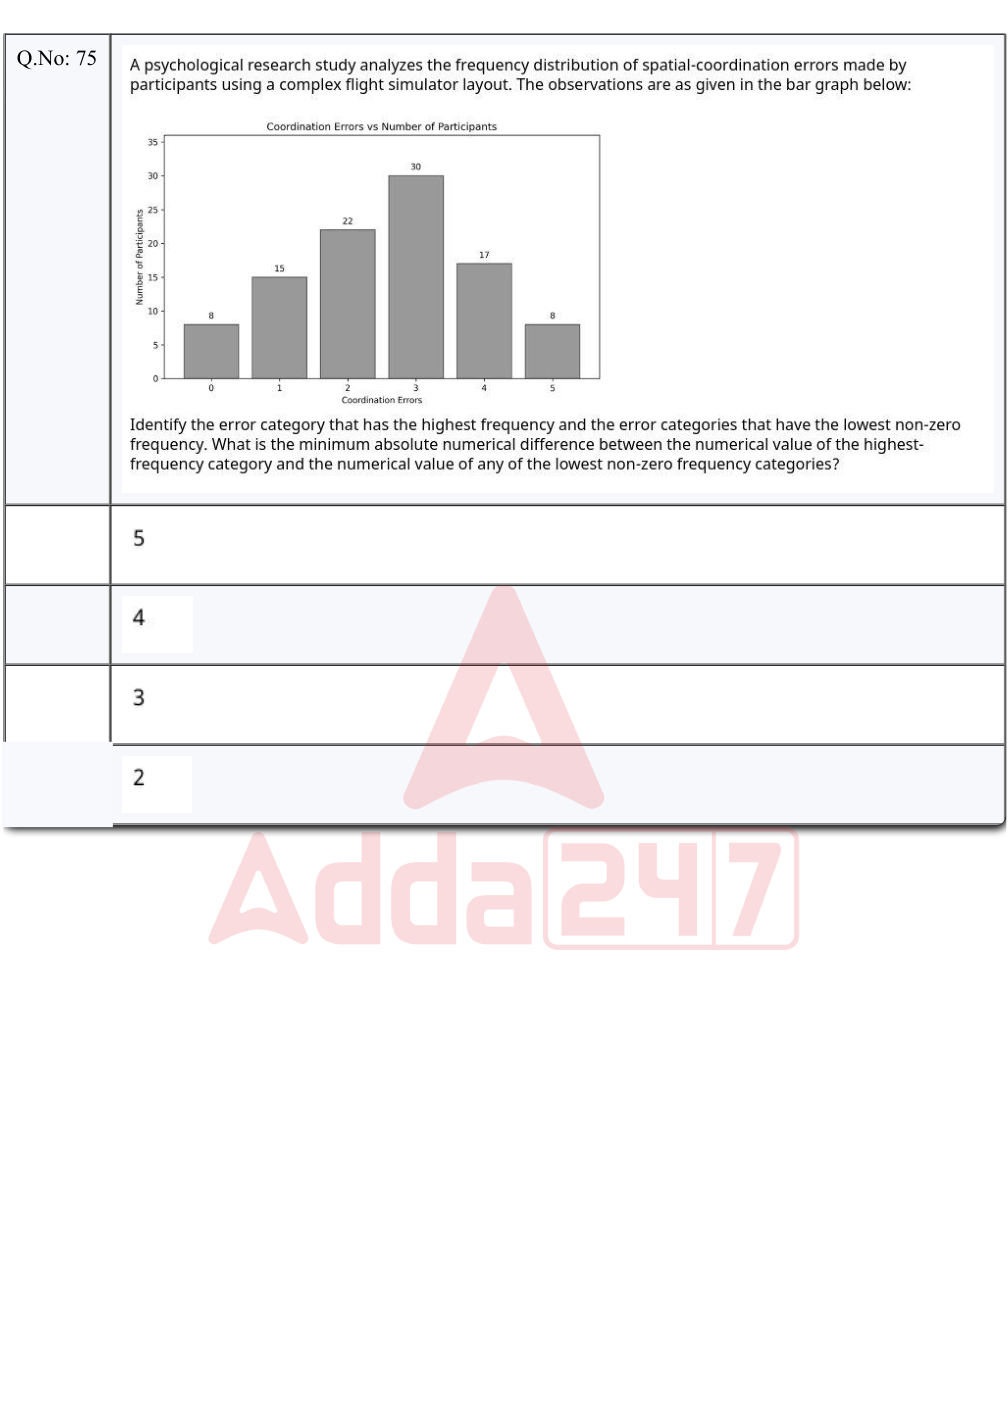 Q.No: 75
A psychological research study analyzes the frequency distribution of spatial-coordination errors made by
participants using a complex flight simulator layout. The observations are as given in the bar graph below:
Coordination Errors vs Number of Participants
Number of Participants
35
30
25
20
15
10
5
0
8
15
22
30
17
8
0 1 2 3 4 5
Coordination Errors
Identify the error category that has the highest frequency and the error categories that have the lowest non-zero
frequency. What is the minimum absolute numerical difference between the numerical value of the highest-
frequency category and the numerical value of any of the lowest non-zero frequency categories?
5
4
3
2
Adda247